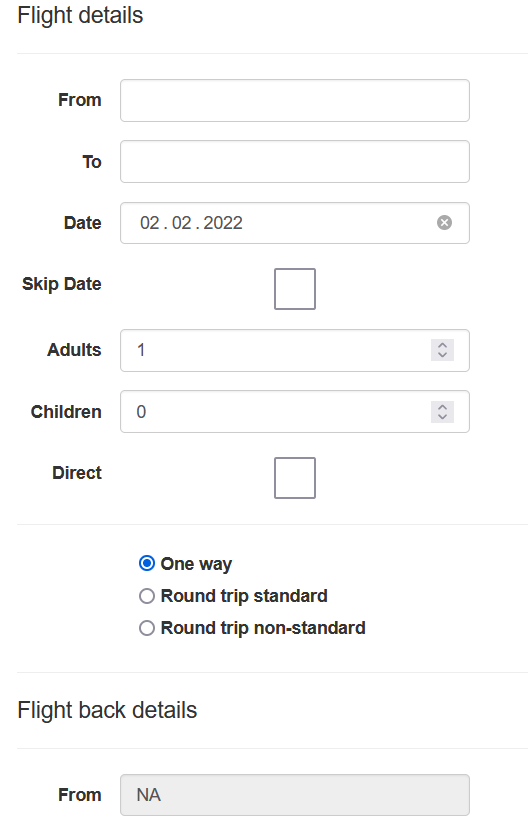 Flight details
From
To
Date 02 . 02 . 2022
Skip Date
Adults 1
Children 0
Direct
One way
Round trip standard
Round trip non-standard
Flight back details
From NA